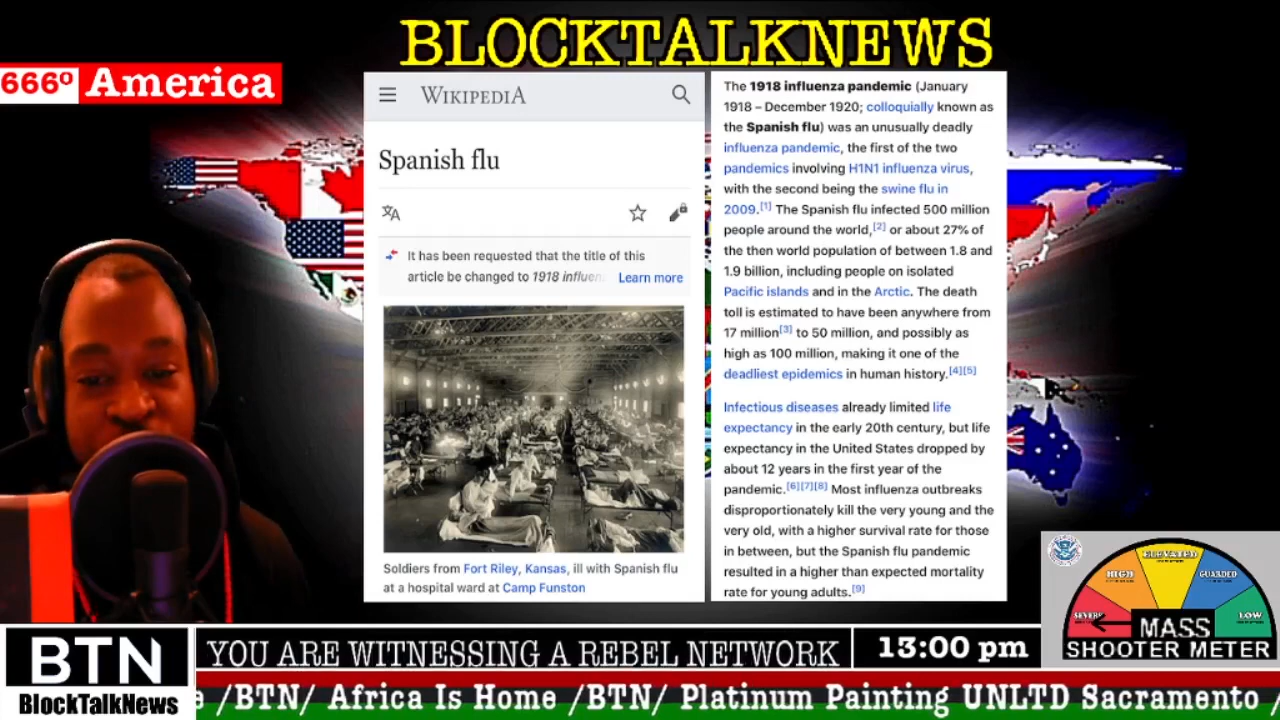 BLOCKTALKNEWS
666º America
WIKIPEDIA
Spanish flu
It has been requested that the title of this
article be changed to 1918 influen
Learn more
Soldiers from Fort Riley, Kansas, ill with Spanish flu
at a hospital ward at Camp Funston
The 1918 influenza pandemic (January
1918 – December 1920; colloquially known as
the Spanish flu) was an unusually deadly
influenza pandemic, the first of the two
pandemics involving H1N1 influenza virus,
with the second being the swine flu in
2009.[1] The Spanish flu infected 500 million
people around the world,[2] or about 27% of
the then world population of between 1.8 and
1.9 billion, including people on isolated
Pacific islands and in the Arctic. The death
toll is estimated to have been anywhere from
17 million[3] to 50 million, and possibly as
high as 100 million, making it one of the
deadliest epidemics in human history.[4][5]
Infectious diseases already limited life
expectancy in the early 20th century, but life
expectancy in the United States dropped by
about 12 years in the first year of the
pandemic.[6][7][8] Most influenza outbreaks
disproportionately kill the very young and the
very old, with a higher survival rate for those
in between, but the Spanish flu pandemic
resulted in a higher than expected mortality
rate for young adults.[9]
SEVERE
HIGH
ELEVATED
GUARDED
LOW
MASS
SHOOTER METER
BTN
BlockTalkNews
YOU ARE WITNESSING A REBEL NETWORK
13:00 pm
e /BTN/ Africa Is Home /BTN/ Platinum Painting UNLTD Sacramento /